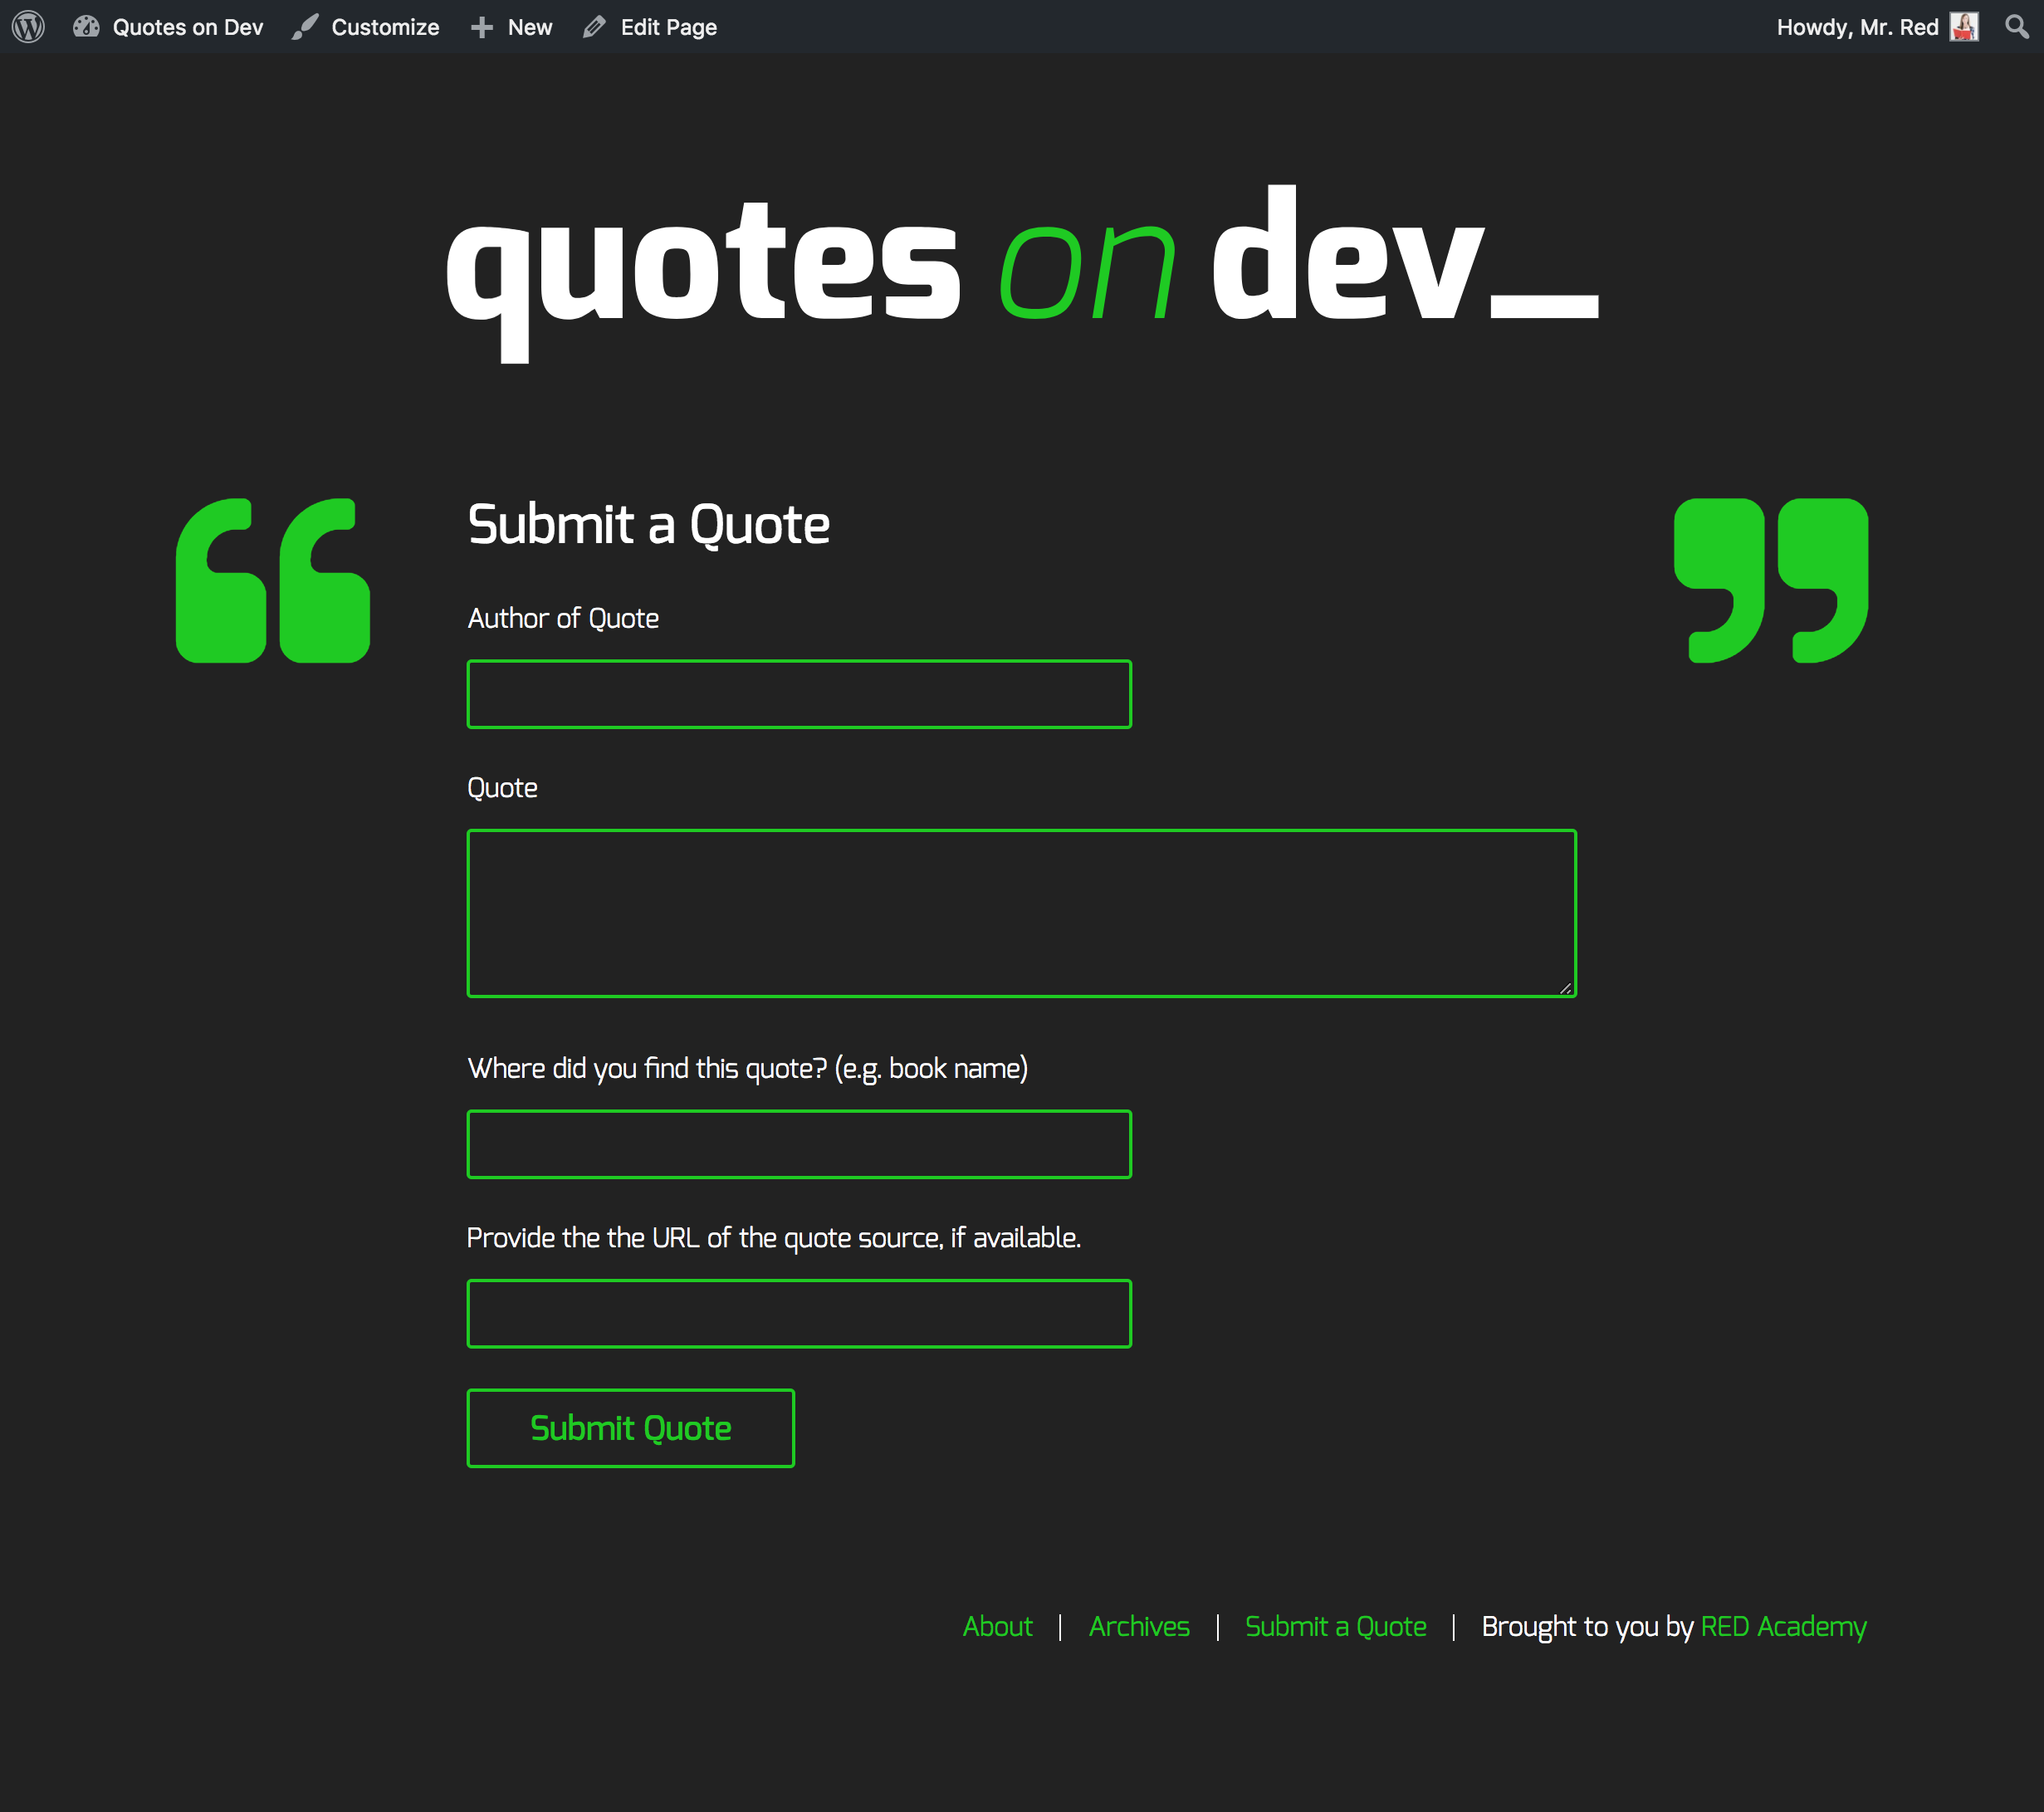 Quotes on Dev Customize New Edit Page Howdy, Mr. Red
quotes on dev_
Submit a Quote
Author of Quote
Quote
Where did you find this quote? (e.g. book name)
Provide the the URL of the quote source, if available.
Submit Quote
About | Archives | Submit a Quote | Brought to you by RED Academy